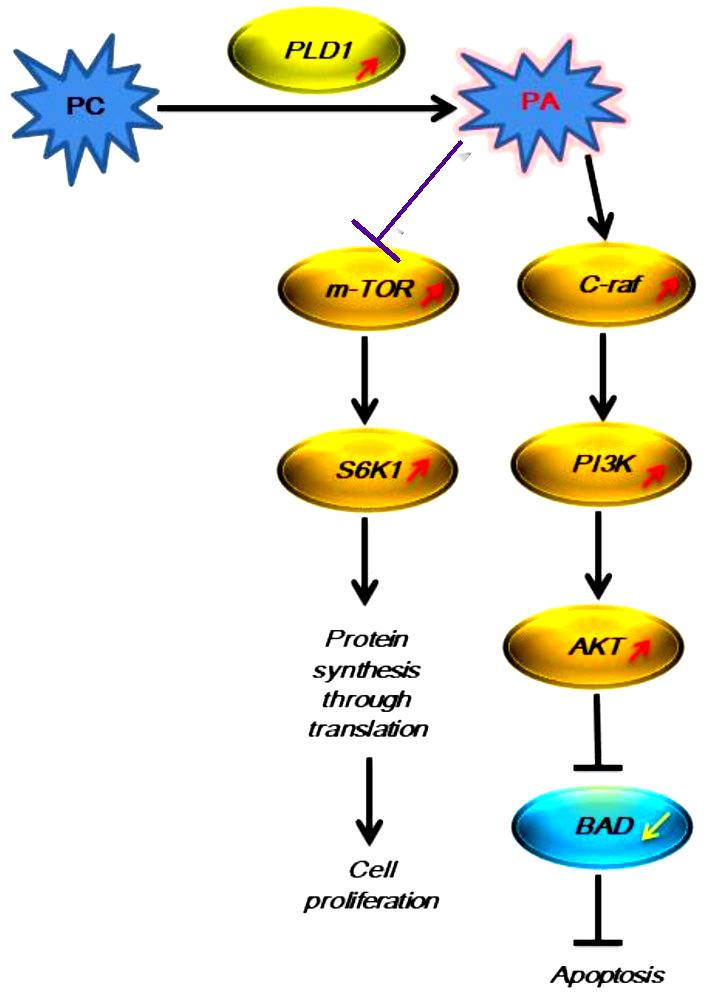 PLD1
PC
PA
m-TOR
C-raf
S6K1
PI3K
Protein
synthesis
through
translation
AKT
BAD
Cell
proliferation
Apoptosis